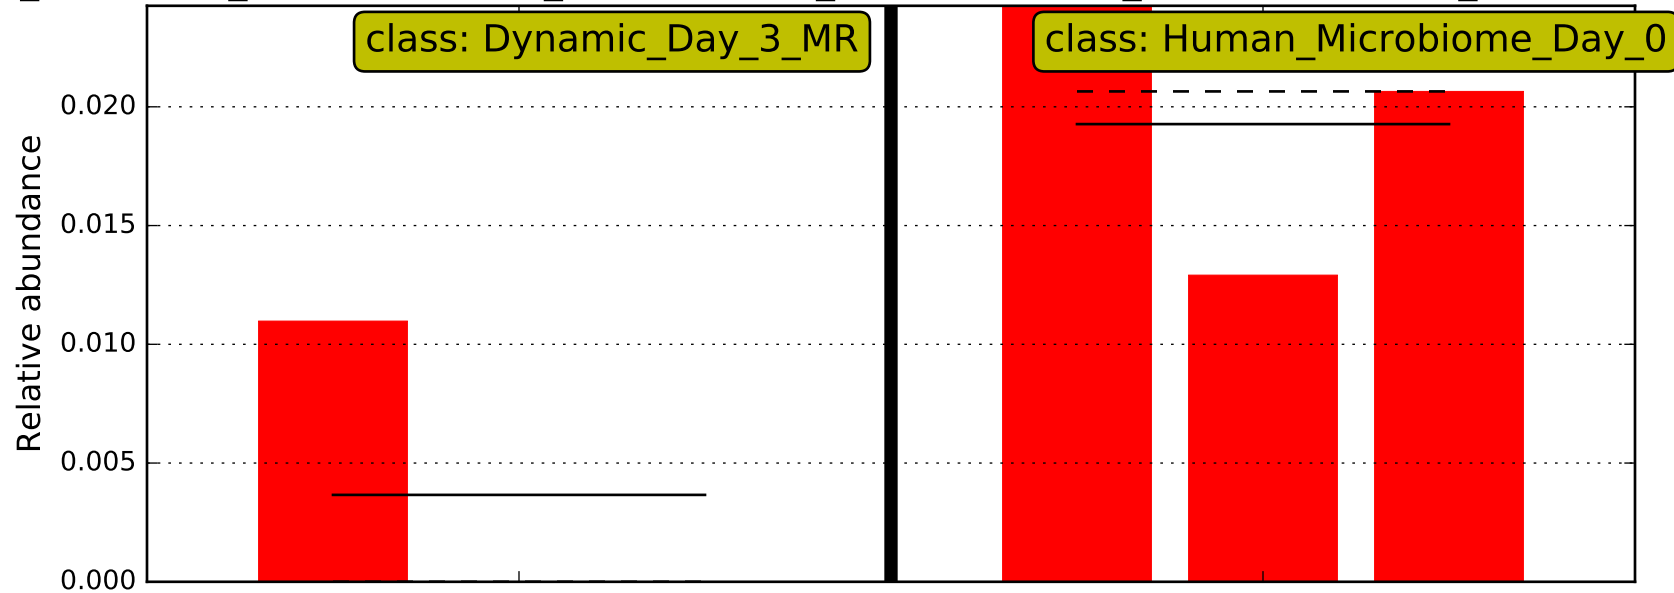 class: Dynamic_Day_3_MR
class: Human_Microbiome_Day_0
Relative abundance
0.020
0.015
0.010
0.005
0.000